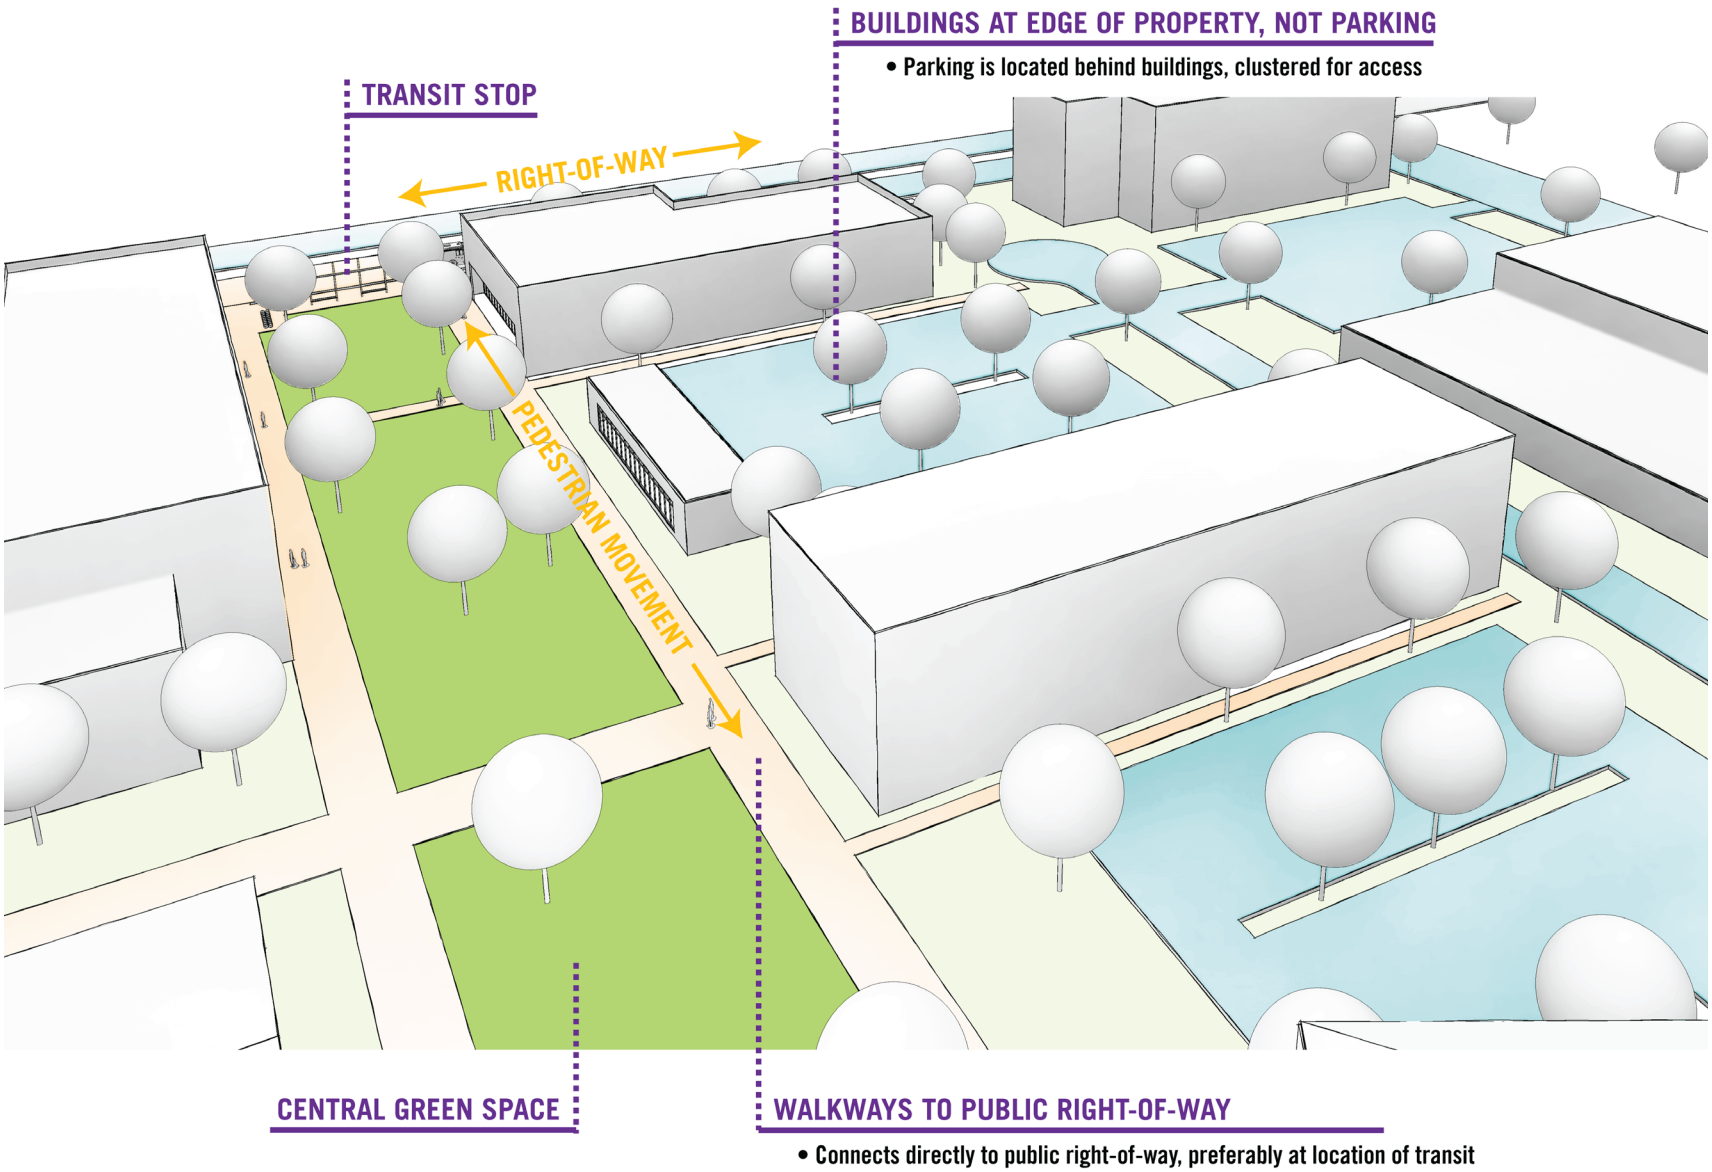 BUILDINGS AT EDGE OF PROPERTY, NOT PARKING
• Parking is located behind buildings, clustered for access
TRANSIT STOP
RIGHT-OF-WAY
PEDESTRIAN MOVEMENT
CENTRAL GREEN SPACE
WALKWAYS TO PUBLIC RIGHT-OF-WAY
• Connects directly to public right-of-way, preferably at location of transit